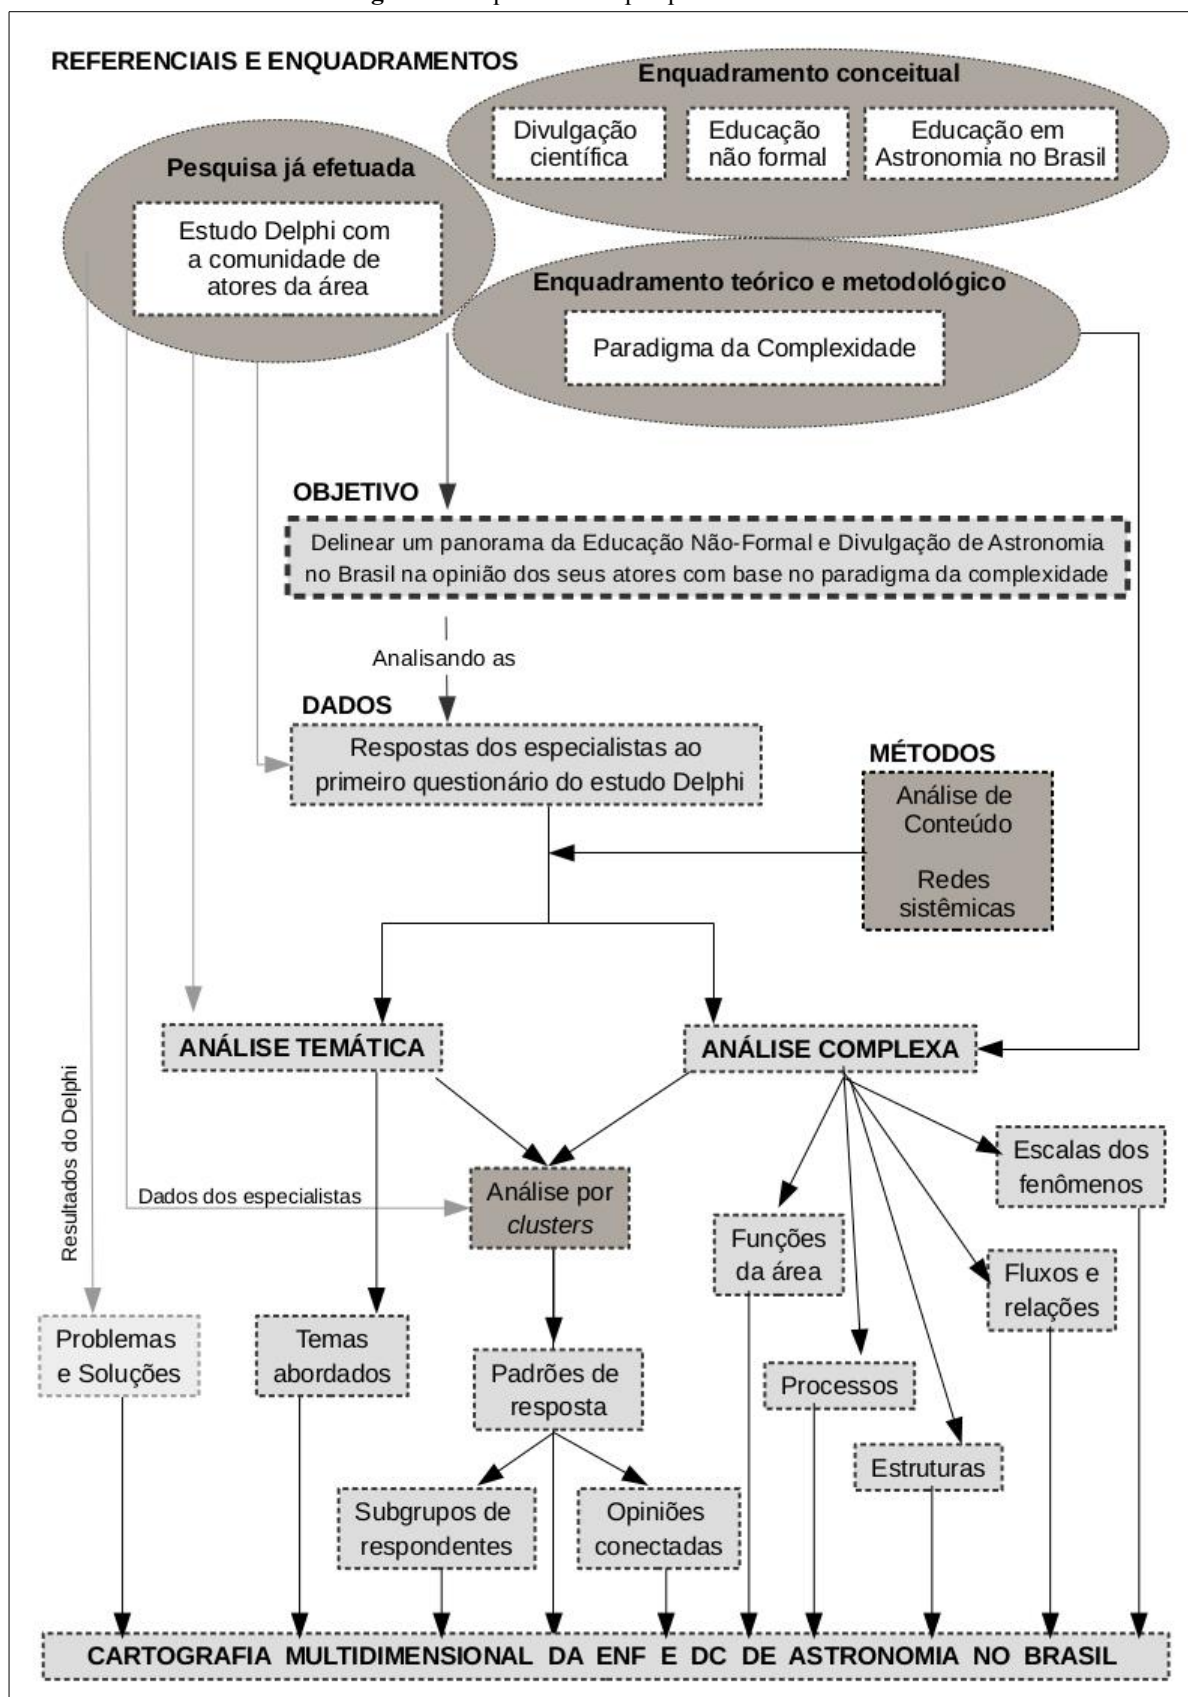 REFERENCIAIS E ENQUADRAMENTOS
Enquadramento conceitual
Divulgação
científica
Educação
não formal
Educação em
Astronomia no Brasil
Pesquisa já efetuada
Estudo Delphi com
a comunidade de
atores da área
Enquadramento teórico e metodológico
Paradigma da Complexidade
OBJETIVO
Delinear um panorama da Educação Não-Formal e Divulgação de Astronomia
no Brasil na opinião dos seus atores com base no paradigma da complexidade
Analisando as
DADOS
Respostas dos especialistas ao
primeiro questionário do estudo Delphi
MÉTODOS
Análise de
Conteúdo
Redes
sistêmicas
ANÁLISE TEMÁTICA
ANÁLISE COMPLEXA
Resultados do Delphi
Dados dos especialistas
Análise por
clusters
Escalas dos
fenômenos
Funções
da área
Fluxos e
relações
Problemas
e Soluções
Temas
abordados
Padrões de
resposta
Processos
Estruturas
Subgrupos de
respondentes
Opiniões
conectadas
CARTOGRAFIA MULTIDIMENSIONAL DA ENF E DC DE ASTRONOMIA NO BRASIL